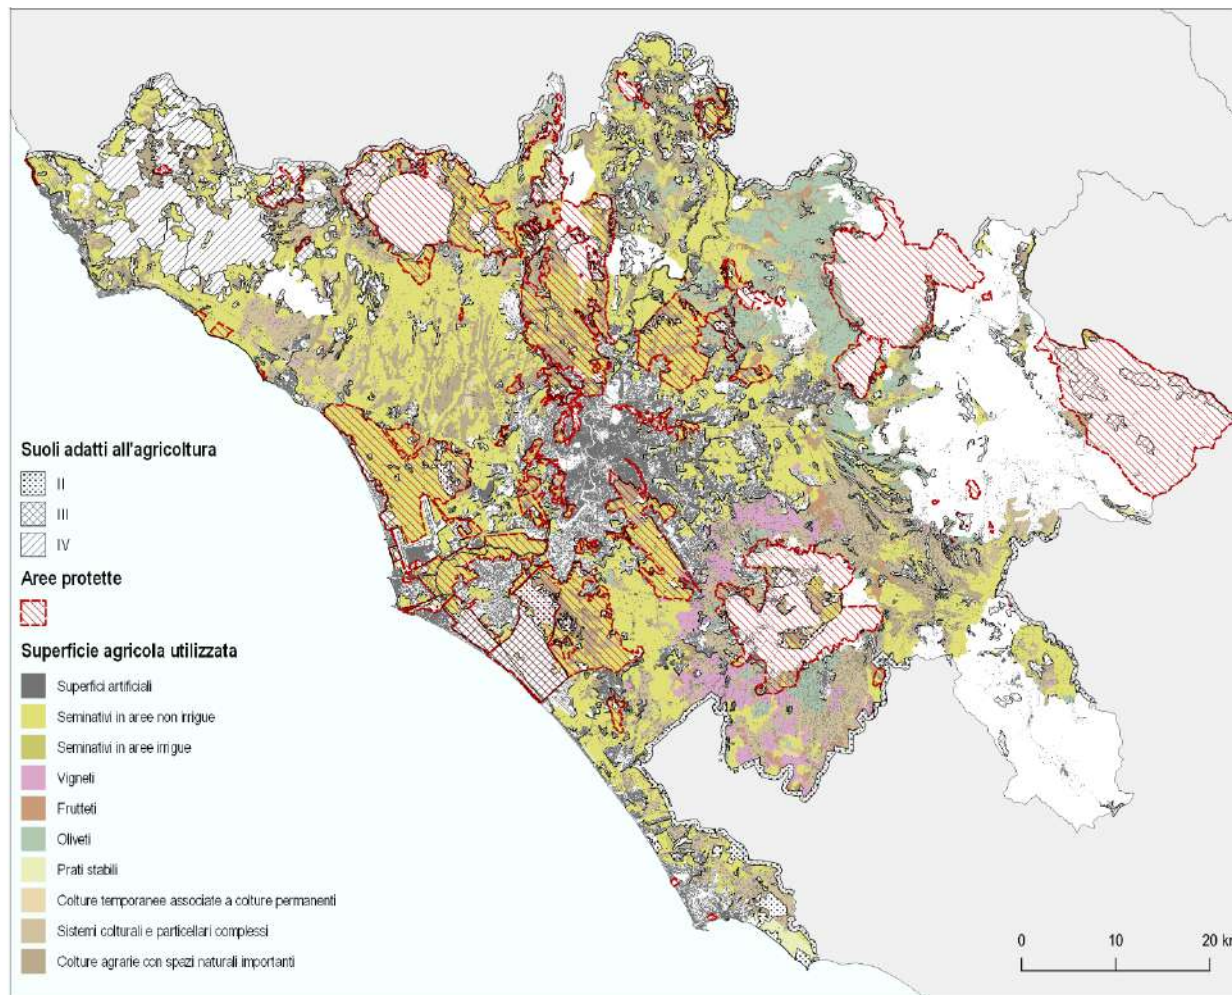 Suoli adatti all'agricoltura
II
III
IV
Aree protette
Superficie agricola utilizzata
Superfici artificiali
Seminativi in aree non irrigue
Seminativi in aree irrigue
Vigneti
Frutteti
Oliveti
Prati stabili
Colture temporanee associate a colture permanenti
Sistemi colturali e particellari complessi
Colture agrarie con spazi naturali importanti
0 10 20 km